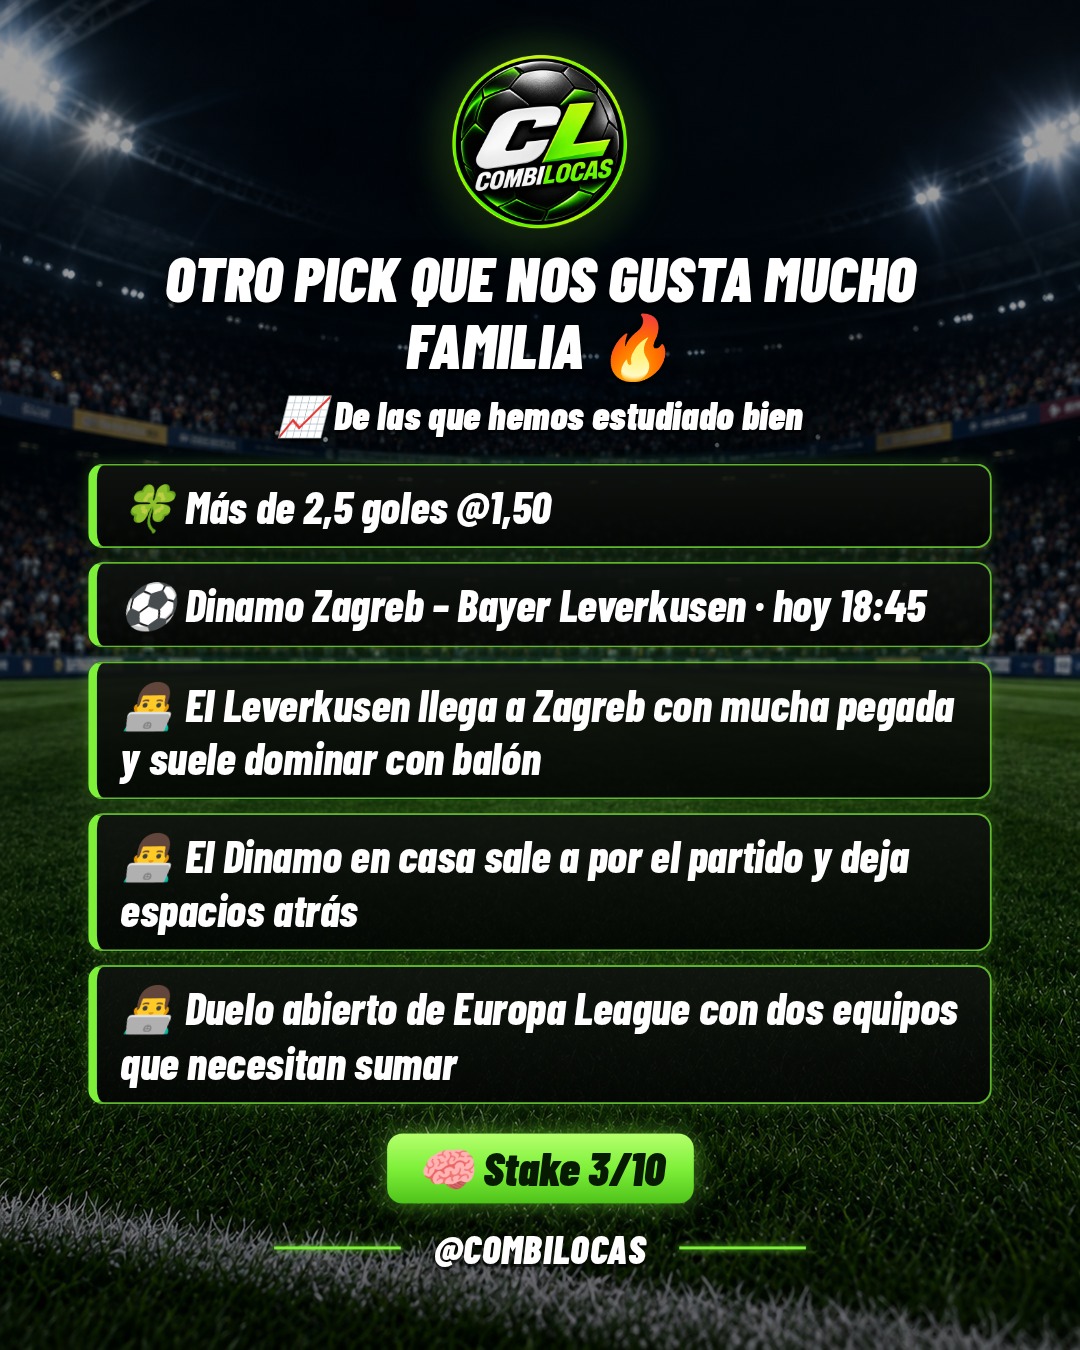 CL
COMBILOCAS
OTRO PICK QUE NOS GUSTA MUCHO
FAMILIA 🔥
📈 De las que hemos estudiado bien
🍀 Más de 2,5 goles @1,50
⚽ Dinamo Zagreb – Bayer Leverkusen · hoy 18:45
👨‍💻 El Leverkusen llega a Zagreb con mucha pegada
y suele dominar con balón
👨‍💻 El Dinamo en casa sale a por el partido y deja
espacios atrás
👨‍💻 Duelo abierto de Europa League con dos equipos
que necesitan sumar
🧠 Stake 3/10
@COMBILOCAS